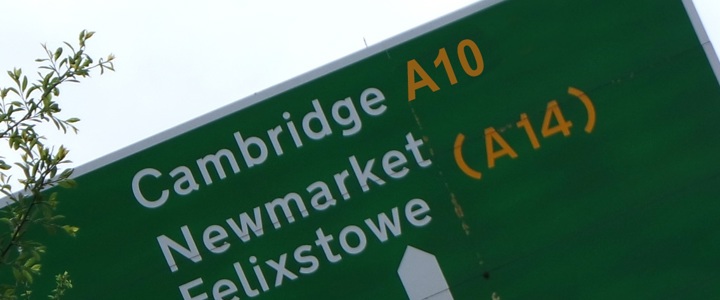 Cambridge A10
Newmarket (A14)
Felixstowe